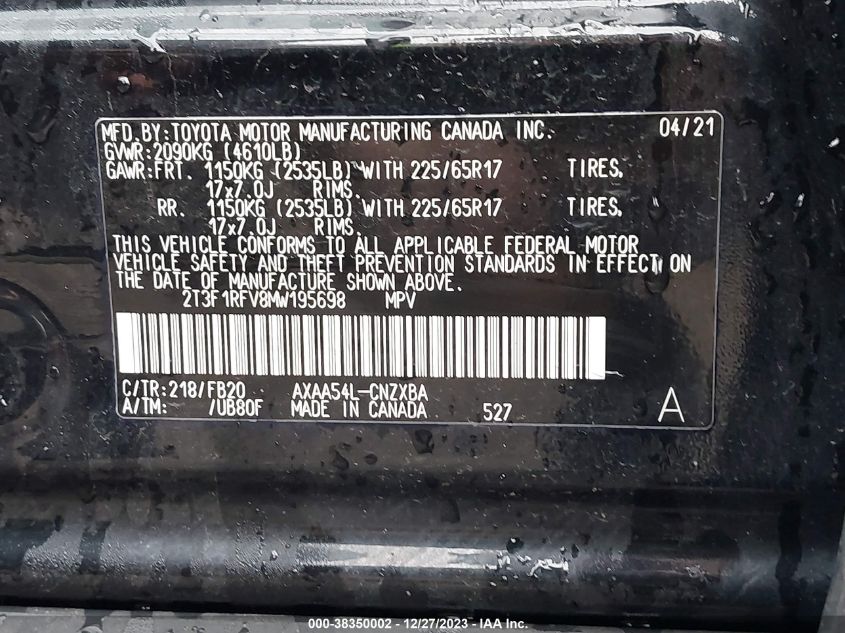 MFD. BY: TOYOTA MOTOR MANUFACTURING CANADA INC. 04/21
GVWR: 2090KG (4610LB)
GAWR: FRT. 1150KG (2535LB) WITH 225/65R17 TIRES,
17x7.0J RIMS.
RR. 1150KG (2535LB) WITH 225/65R17 TIRES,
17x7.0J RIMS.
THIS VEHICLE CONFORMS TO ALL APPLICABLE FEDERAL MOTOR
VEHICLE SAFETY AND THEFT PREVENTION STANDARDS IN EFFECT ON
THE DATE OF MANUFACTURE SHOWN ABOVE.
2T3F1RFV8MW195698 MPV
C/TR: 218/FB20 AXAA54L-CNZXBA
A/TM: /UB80F MADE IN CANADA 527 A
000-38350002 - 12/27/2023 - IAA Inc.